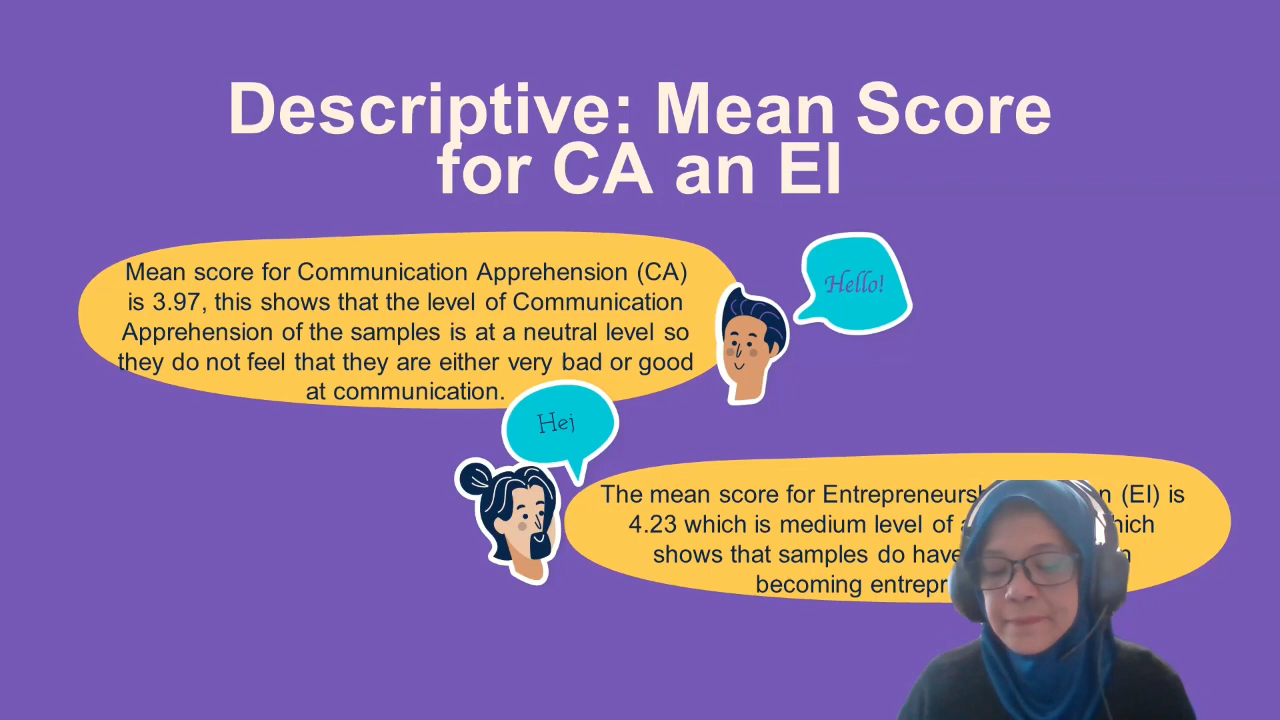 Descriptive: Mean Score
for CA an EI
Mean score for Communication Apprehension (CA)
is 3.97, this shows that the level of Communication
Apprehension of the samples is at a neutral level so
they do not feel that they are either very bad or good
at communication.
Hello!
Hej
The mean score for (EI) is
4.23 which is medium level of
shows that samples do have
becoming